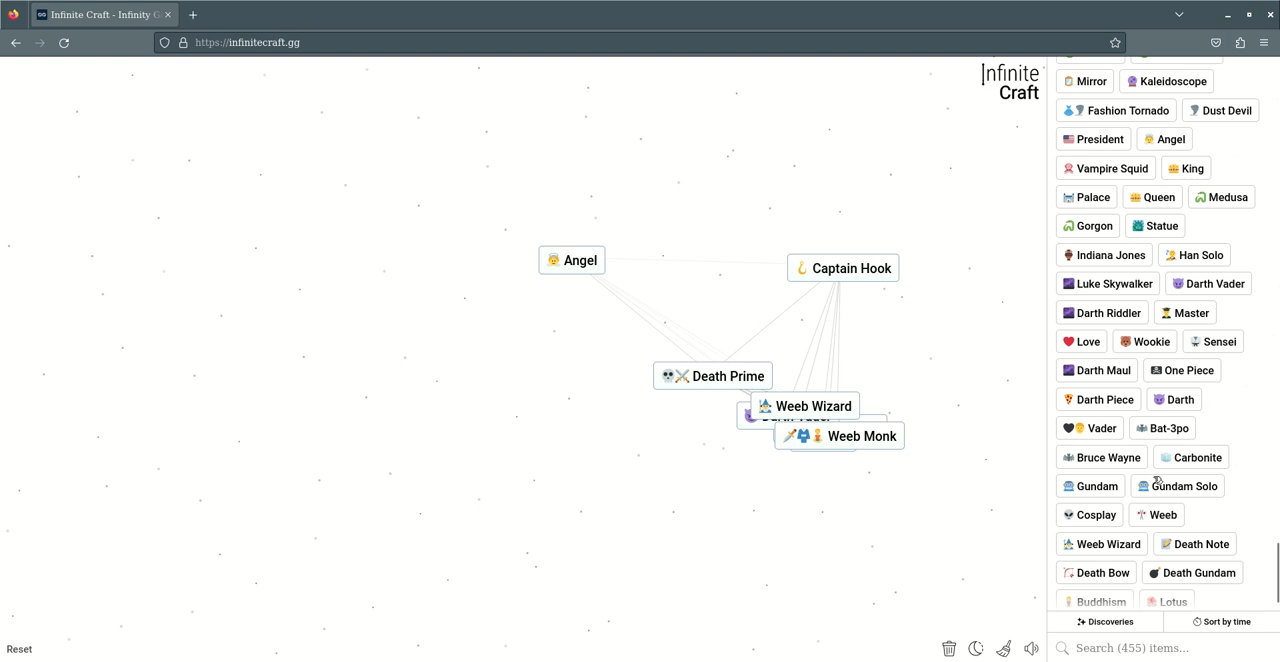 Infinite Craft - Infinity G
https://infinitecraft.gg
Infinite
Craft
Angel
Captain Hook
Death Prime
Weeb Wizard
Darth Vader
Weeb Monk
Reset
Mirror
Kaleidoscope
Fashion Tornado
Dust Devil
President
Angel
Vampire Squid
King
Palace
Queen
Medusa
Gorgon
Statue
Indiana Jones
Han Solo
Luke Skywalker
Darth Vader
Darth Riddler
Master
Love
Wookie
Sensei
Darth Maul
One Piece
Darth Piece
Darth
Vader
Bat-3po
Bruce Wayne
Carbonite
Gundam
Gundam Solo
Cosplay
Weeb
Weeb Wizard
Death Note
Death Bow
Death Gundam
Buddhism
Lotus
Discoveries
Sort by time
Search (455) items...